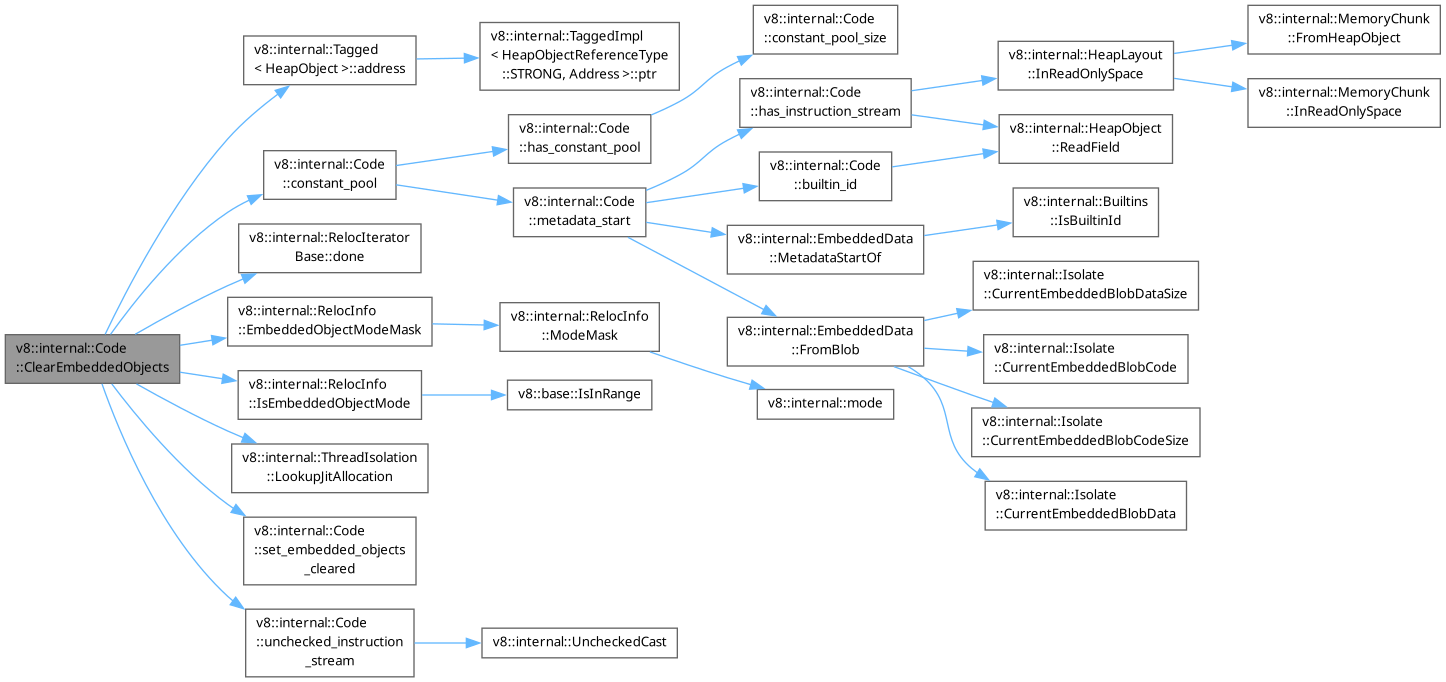 v8::internal::Code
::ClearEmbeddedObjects
v8::internal::Tagged
< HeapObject >::address
v8::internal::TaggedImpl
< HeapObjectReferenceType
::STRONG, Address >::ptr
v8::internal::Code
::constant_pool
v8::internal::Code
::has_constant_pool
v8::internal::Code
::constant_pool_size
v8::internal::Code
::metadata_start
v8::internal::Code
::has_instruction_stream
v8::internal::HeapLayout
::InReadOnlySpace
v8::internal::MemoryChunk
::FromHeapObject
v8::internal::MemoryChunk
::InReadOnlySpace
v8::internal::HeapObject
::ReadField
v8::internal::Code
::builtin_id
v8::internal::EmbeddedData
::MetadataStartOf
v8::internal::Builtins
::IsBuiltinId
v8::internal::EmbeddedData
::FromBlob
v8::internal::Isolate
::CurrentEmbeddedBlobDataSize
v8::internal::Isolate
::CurrentEmbeddedBlobCode
v8::internal::Isolate
::CurrentEmbeddedBlobCodeSize
v8::internal::Isolate
::CurrentEmbeddedBlobData
v8::internal::RelocIterator
Base::done
v8::internal::RelocInfo
::EmbeddedObjectModeMask
v8::internal::RelocInfo
::ModeMask
v8::internal::mode
v8::internal::RelocInfo
::IsEmbeddedObjectMode
v8::base::IsInRange
v8::internal::ThreadIsolation
::LookupJitAllocation
v8::internal::Code
::set_embedded_objects
_cleared
v8::internal::Code
::unchecked_instruction
_stream
v8::internal::UncheckedCast